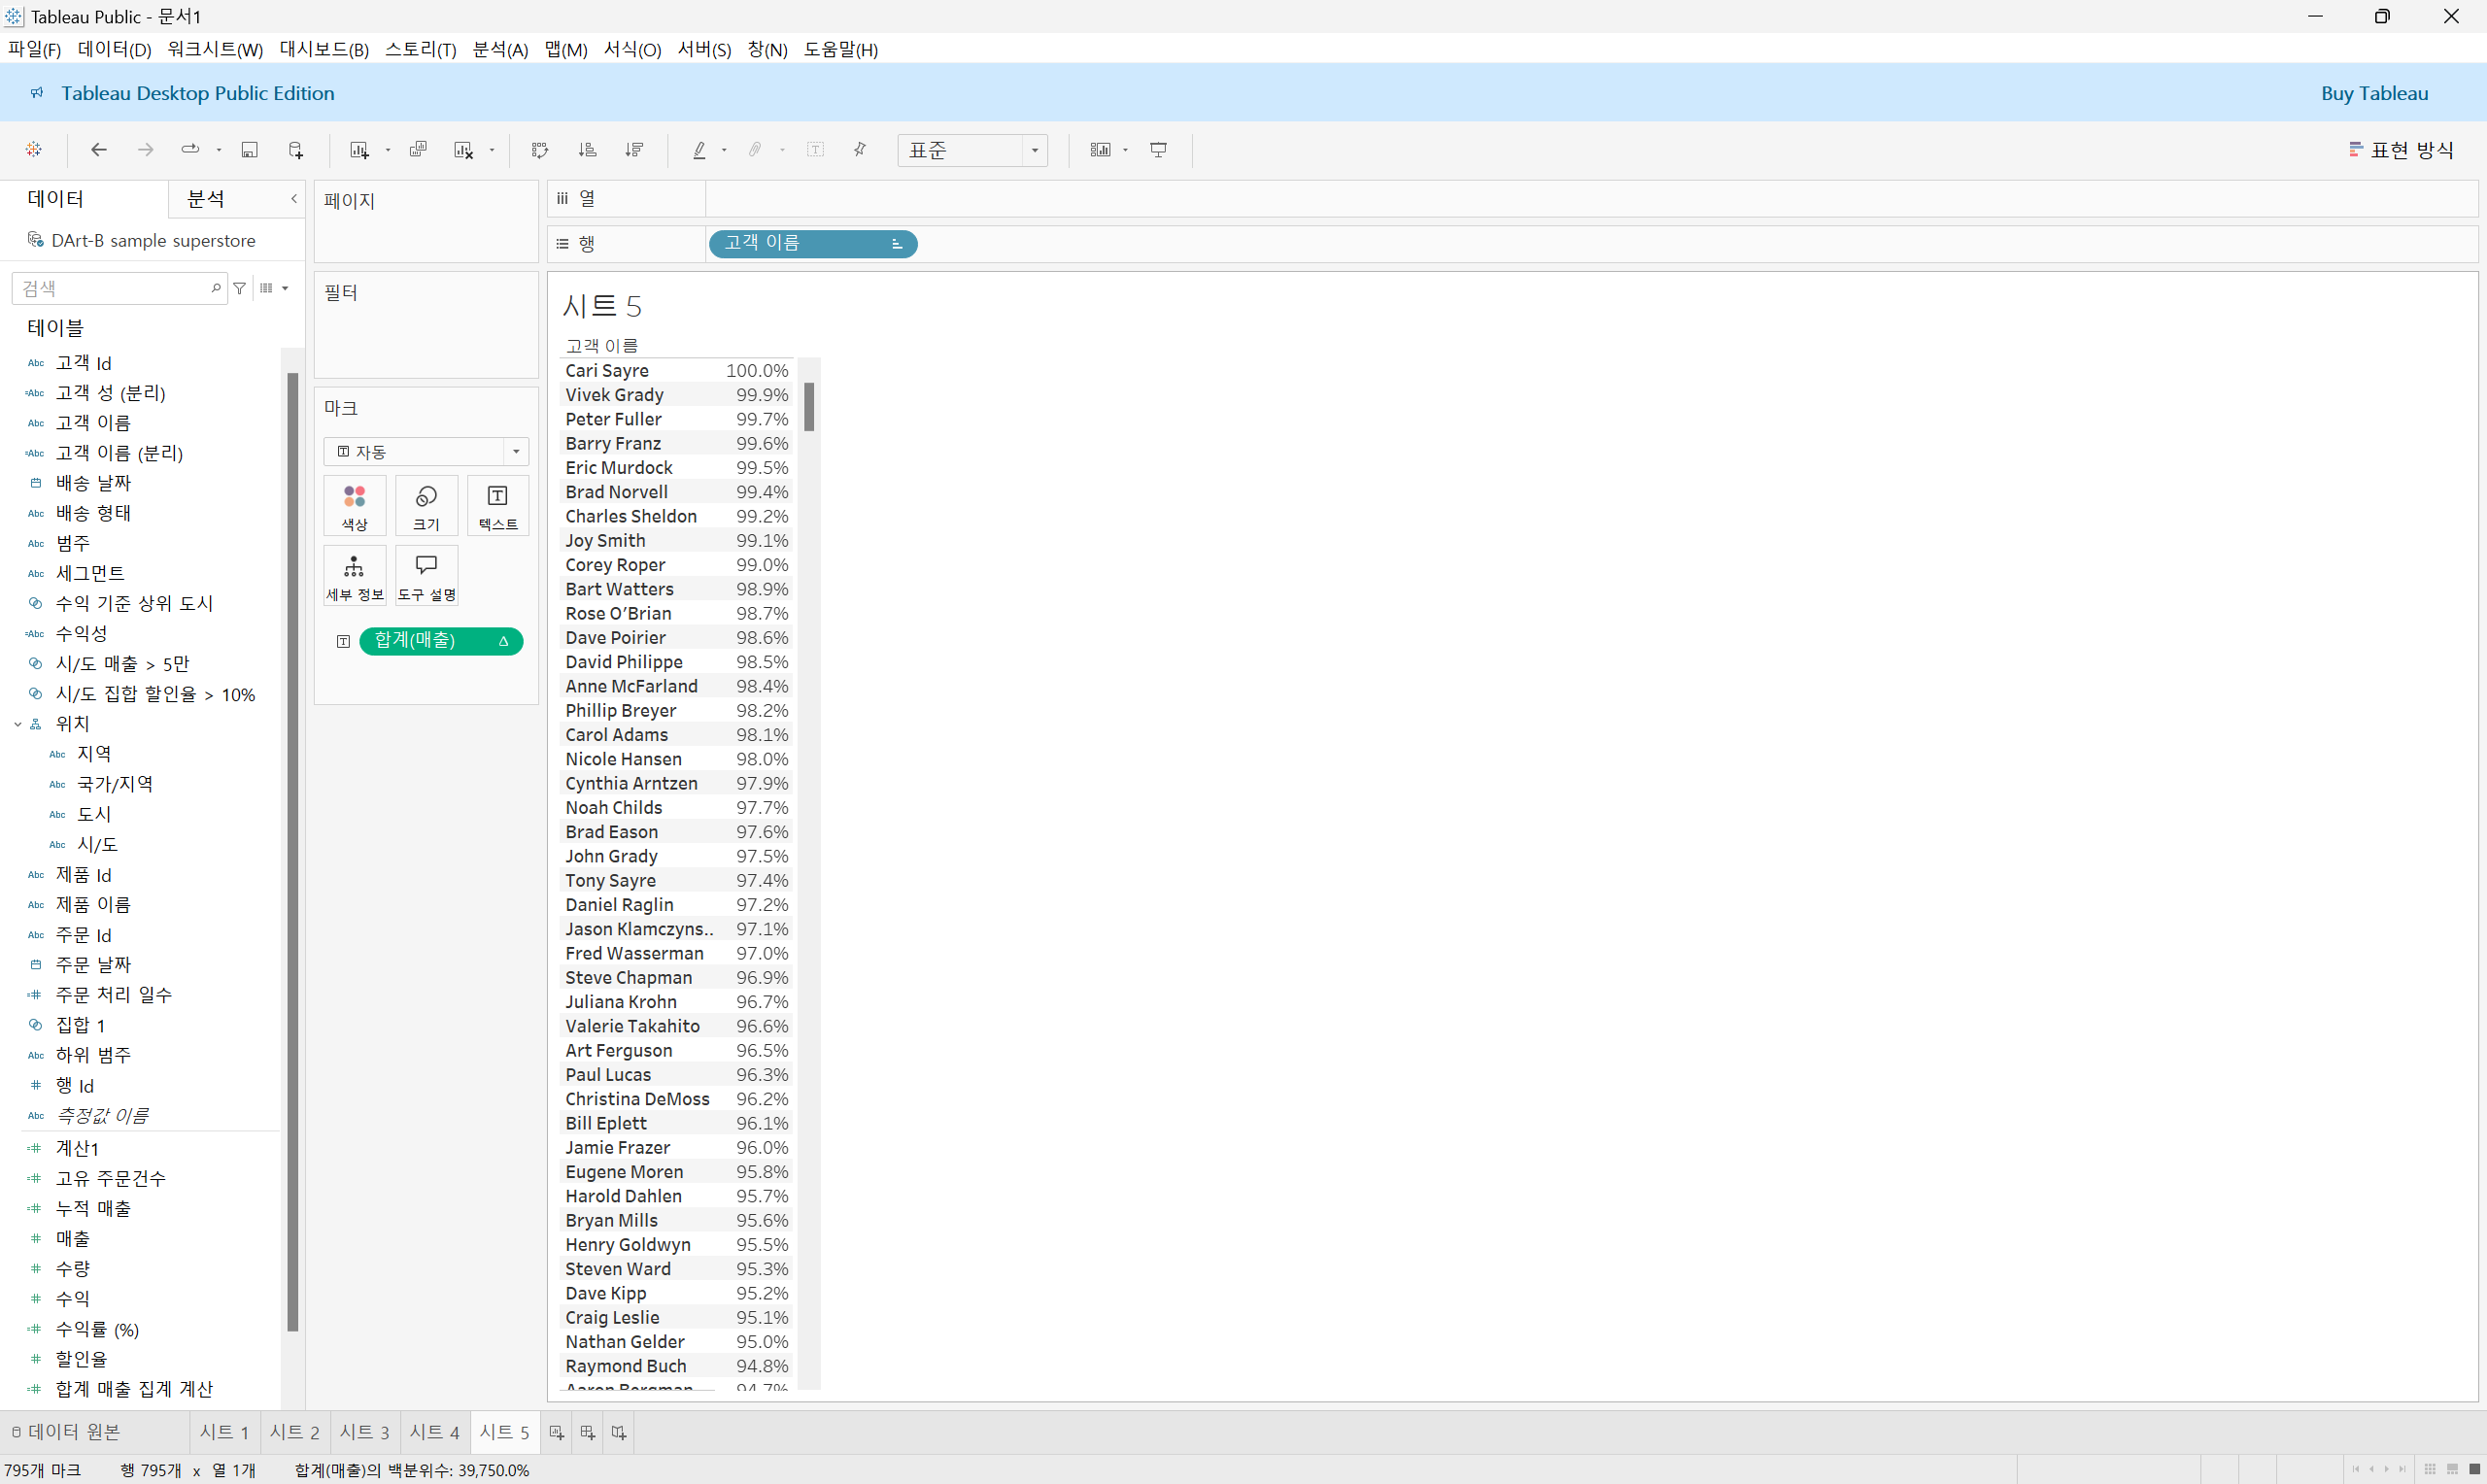 Tableau Public - 문서1
파일(F) 데이터(D) 워크시트(W) 대시보드(B) 스토리(T) 분석(A) 맵(M) 서식(O) 서버(S) 창(N) 도움말(H)
Tableau Desktop Public Edition
Buy Tableau
표준
표현 방식
데이터
분석
DArt-B sample superstore
검색
테이블
Abc 고객 Id
=Abc 고객 성 (분리)
Abc 고객 이름
=Abc 고객 이름 (분리)
배송 날짜
Abc 배송 형태
Abc 범주
Abc 세그먼트
수익 기준 상위 도시
=Abc 수익성
시/도 매출 > 5만
시/도 집합 할인율 > 10%
위치
Abc 지역
Abc 국가/지역
Abc 도시
Abc 시/도
Abc 제품 Id
Abc 제품 이름
Abc 주문 Id
주문 날짜
=# 주문 처리 일수
집합 1
Abc 하위 범주
# 행 Id
Abc 측정값 이름
=# 계산1
=# 고유 주문건수
=# 누적 매출
# 매출
# 수량
# 수익
=# 수익률 (%)
# 할인율
=# 합계 매출 집계 계산
페이지
필터
마크
자동
색상
크기
텍스트
세부 정보
도구 설명
합계(매출) Δ
iii 열
행
고객 이름
시트 5
고객 이름
Cari Sayre 100.0%
Vivek Grady 99.9%
Peter Fuller 99.7%
Barry Franz 99.6%
Eric Murdock 99.5%
Brad Norvell 99.4%
Charles Sheldon 99.2%
Joy Smith 99.1%
Corey Roper 99.0%
Bart Watters 98.9%
Rose O'Brian 98.7%
Dave Poirier 98.6%
David Philippe 98.5%
Anne McFarland 98.4%
Phillip Breyer 98.2%
Carol Adams 98.1%
Nicole Hansen 98.0%
Cynthia Arntzen 97.9%
Noah Childs 97.7%
Brad Eason 97.6%
John Grady 97.5%
Tony Sayre 97.4%
Daniel Raglin 97.2%
Jason Klamczyns.. 97.1%
Fred Wasserman 97.0%
Steve Chapman 96.9%
Juliana Krohn 96.7%
Valerie Takahito 96.6%
Art Ferguson 96.5%
Paul Lucas 96.3%
Christina DeMoss 96.2%
Bill Eplett 96.1%
Jamie Frazer 96.0%
Eugene Moren 95.8%
Harold Dahlen 95.7%
Bryan Mills 95.6%
Henry Goldwyn 95.5%
Steven Ward 95.3%
Dave Kipp 95.2%
Craig Leslie 95.1%
Nathan Gelder 95.0%
Raymond Buch 94.8%
Aaron Bergman 94.7%
데이터 원본
시트 1
시트 2
시트 3
시트 4
시트 5
795개 마크
행 795개 x 열 1개
합계(매출)의 백분위수: 39,750.0%